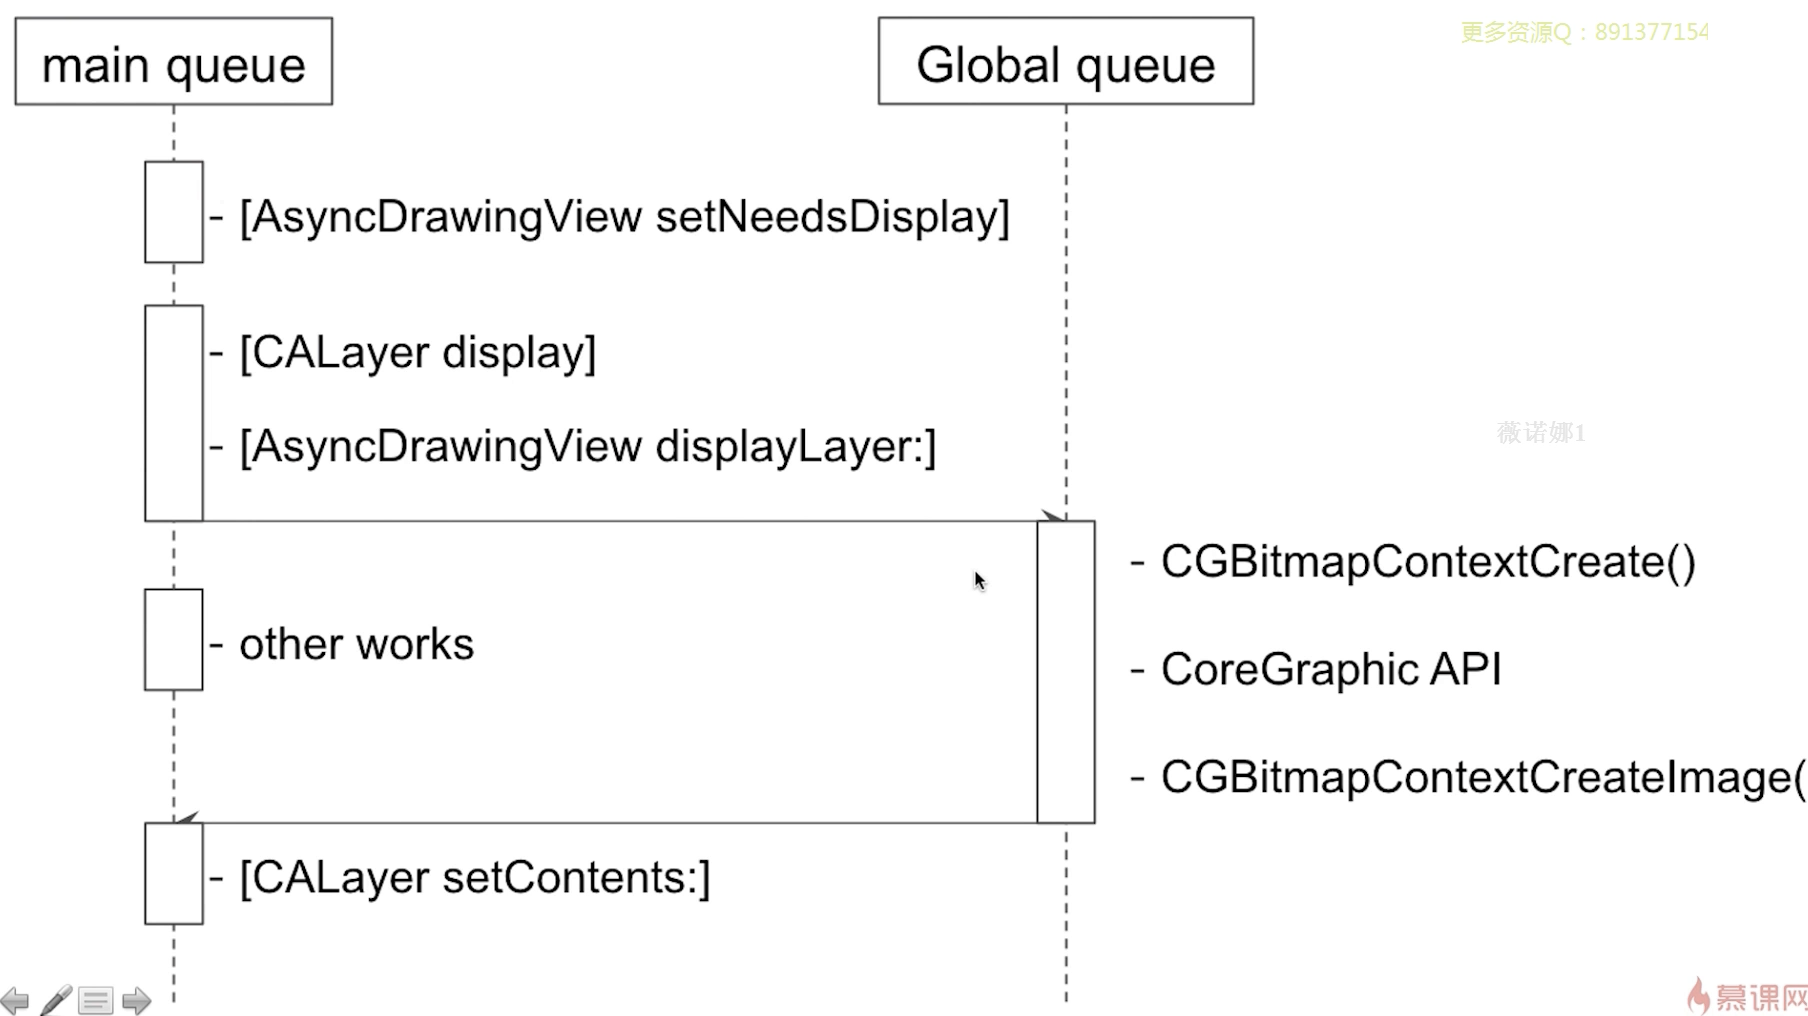 更多资源Q：891377154
main queue
Global queue
- [AsyncDrawingView setNeedsDisplay]
- [CALayer display]
薇诺娜1
- [AsyncDrawingView displayLayer:]
- CGBitmapContextCreate()
- other works
- CoreGraphic API
- CGBitmapContextCreateImage(
- [CALayer setContents:]
慕课网